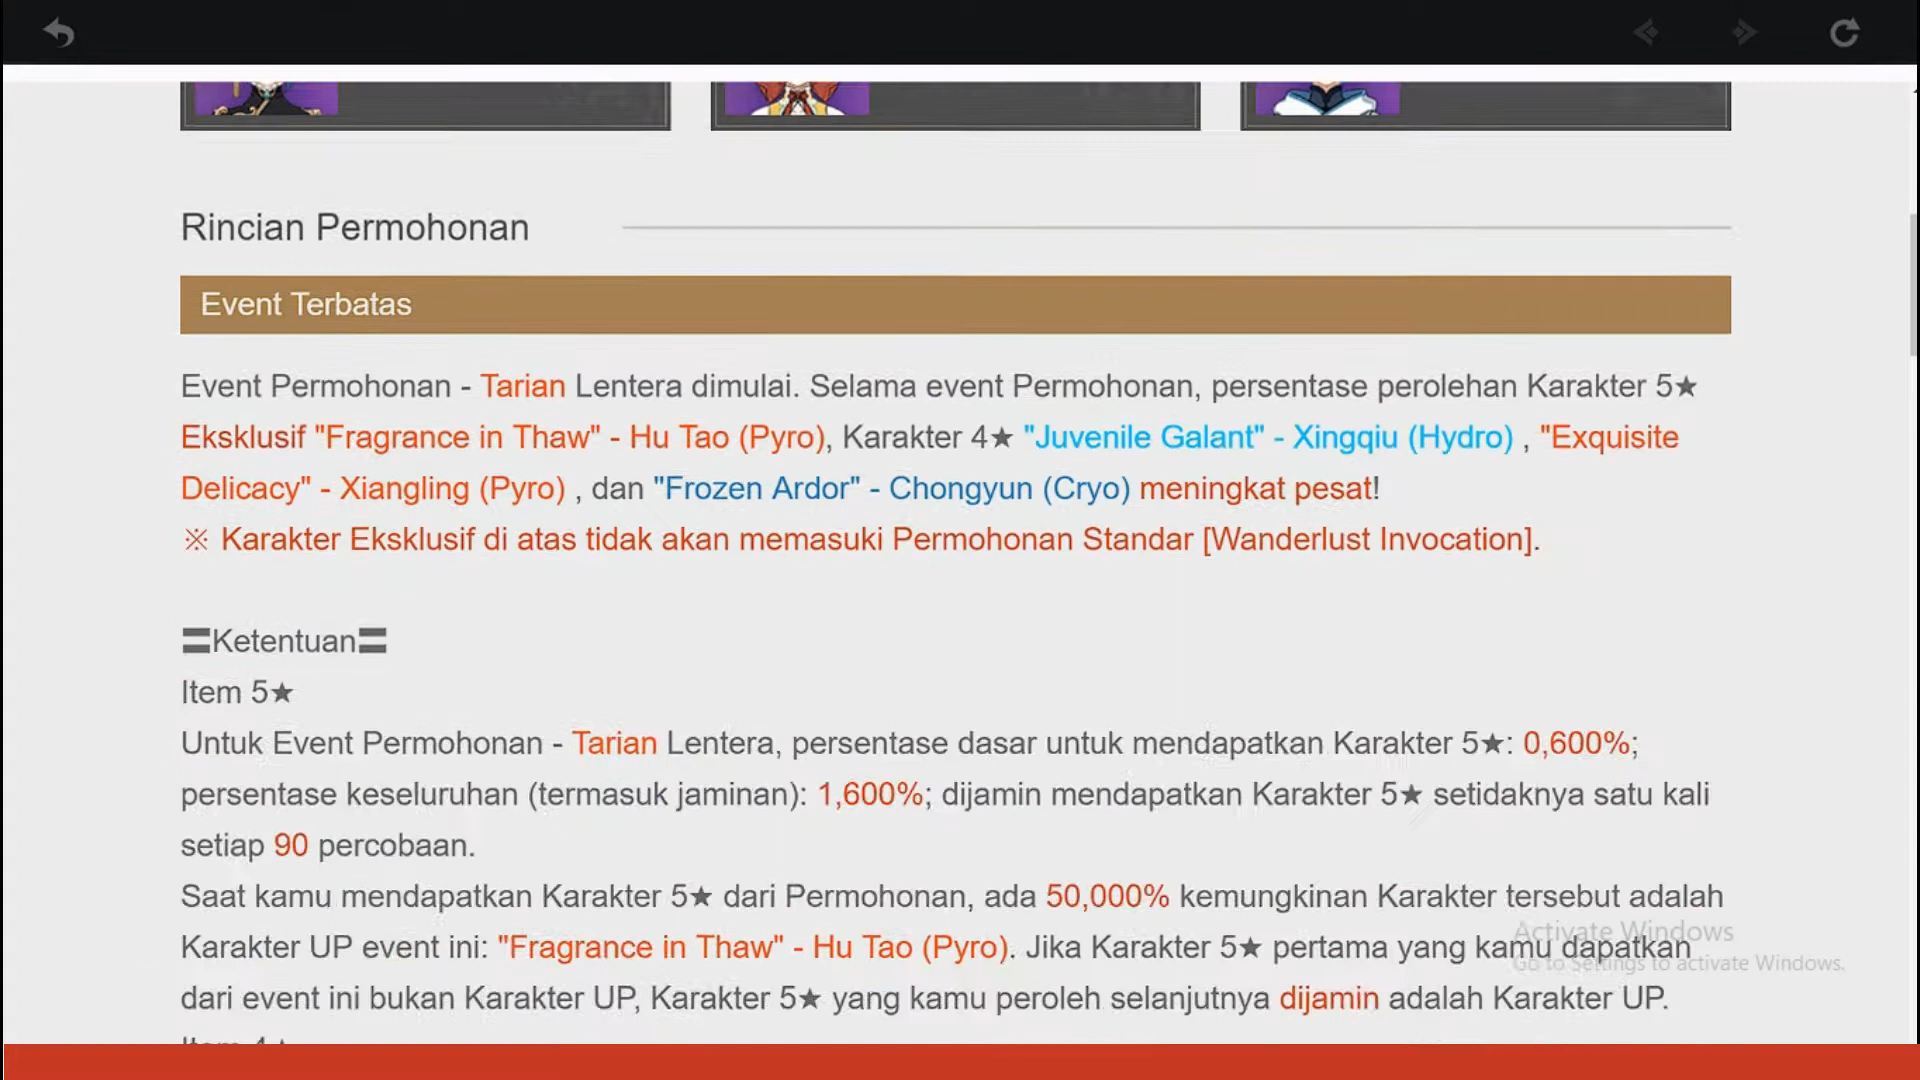 Rincian Permohonan
Event Terbatas
Event Permohonan - Tarian Lentera dimulai. Selama event Permohonan, persentase perolehan Karakter 5★
Eksklusif "Fragrance in Thaw" - Hu Tao (Pyro), Karakter 4★ "Juvenile Galant" - Xingqiu (Hydro) , "Exquisite
Delicacy" - Xiangling (Pyro) , dan "Frozen Ardor" - Chongyun (Cryo) meningkat pesat!
※ Karakter Eksklusif di atas tidak akan memasuki Permohonan Standar [Wanderlust Invocation].
〓Ketentuan〓
Item 5★
Untuk Event Permohonan - Tarian Lentera, persentase dasar untuk mendapatkan Karakter 5★: 0,600%;
persentase keseluruhan (termasuk jaminan): 1,600%; dijamin mendapatkan Karakter 5★ setidaknya satu kali
setiap 90 percobaan.
Saat kamu mendapatkan Karakter 5★ dari Permohonan, ada 50,000% kemungkinan Karakter tersebut adalah
Karakter UP event ini: "Fragrance in Thaw" - Hu Tao (Pyro). Jika Karakter 5★ pertama yang kamu dapatkan
dari event ini bukan Karakter UP, Karakter 5★ yang kamu peroleh selanjutnya dijamin adalah Karakter UP.
Activate Windows
Go to Settings to activate Windows.